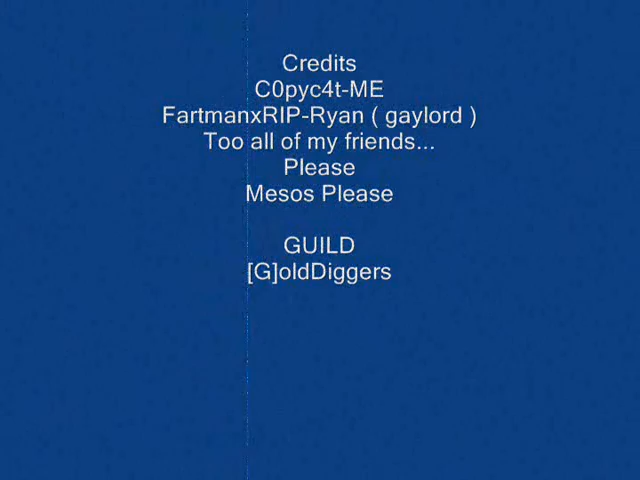 Credits
C0pyc4t-ME
FartmanxRIP-Ryan ( gaylord )
Too all of my friends...
Please
Mesos Please
GUILD
[G]oldDiggers